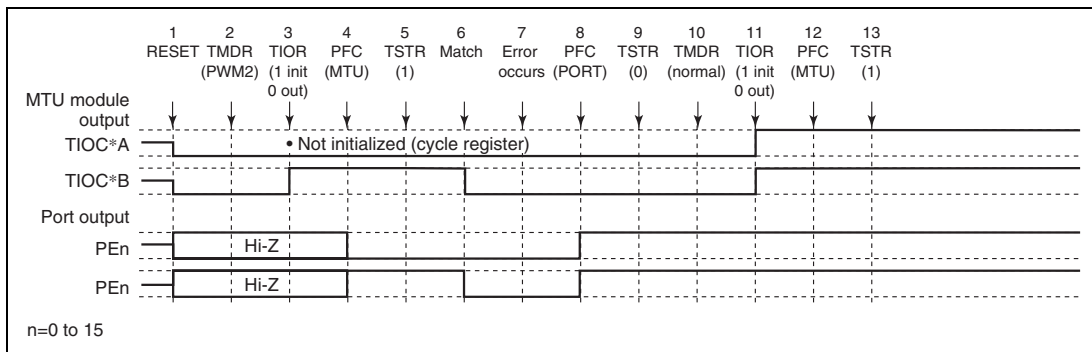 1 2 3 4 5 6 7 8 9 10 11 12 13
RESET TMDR TIOR PFC TSTR Match Error PFC TSTR TMDR TIOR PFC TSTR
(PWM2) (1 init (MTU) (1) occurs (PORT) (0) (normal) (1 init (MTU) (1)
0 out) 0 out)
MTU module
output
TIOC*A
• Not initialized (cycle register)
TIOC*B
Port output
PEn
Hi-Z
PEn
Hi-Z
n=0 to 15